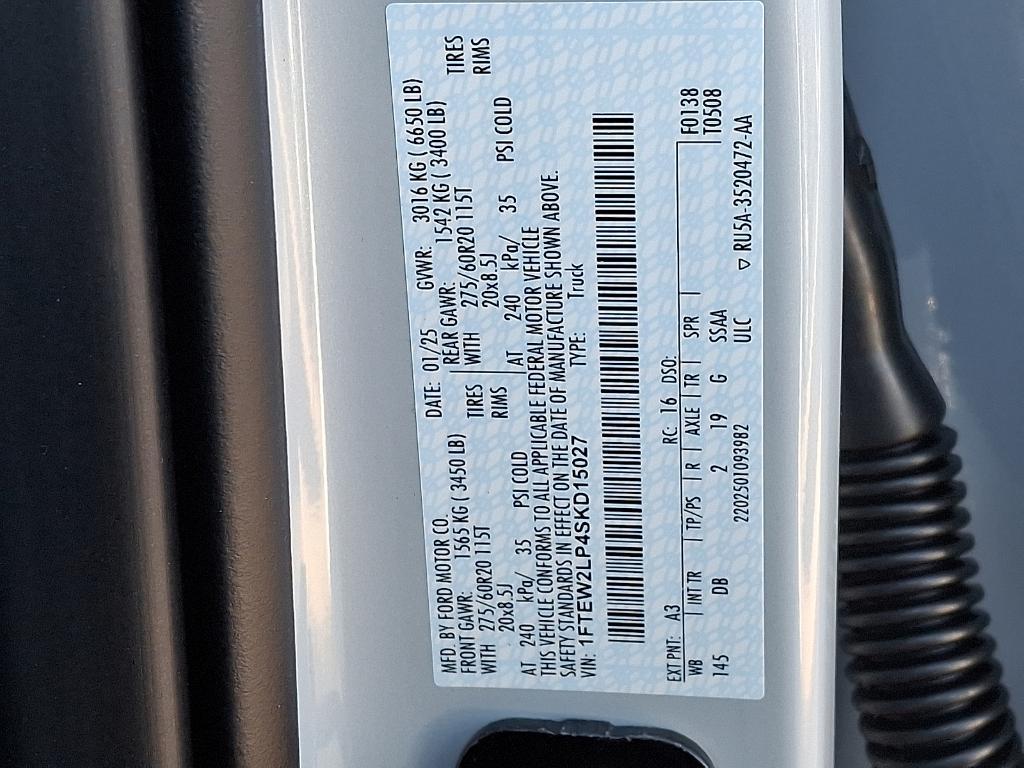 MFD. BY FORD MOTOR CO.
DATE: 01/25 GVWR: 3016 KG ( 6650 LB)
FRONT GAWR: 1565 KG ( 3450 LB) REAR GAWR: 1542 KG ( 3400 LB)
WITH 275/60R20 115T TIRES WITH 275/60R20 115T TIRES
20x8.5J RIMS 20x8.5J RIMS
AT 240 kPa/ 35 PSI COLD AT 240 kPa/ 35 PSI COLD
THIS VEHICLE CONFORMS TO ALL APPLICABLE FEDERAL MOTOR VEHICLE
SAFETY STANDARDS IN EFFECT ON THE DATE OF MANUFACTURE SHOWN ABOVE.
VIN: 1FTEW2LP4SKD15027 TYPE: Truck
EXT PNT: A3 RC: 16 DSO: F0138
WB INT TR TP/PS R AXLE TR SPR T0508
145 DB 2 19 G SSAA
2202501093982 ULC ▽ RU5A-3520472-AA